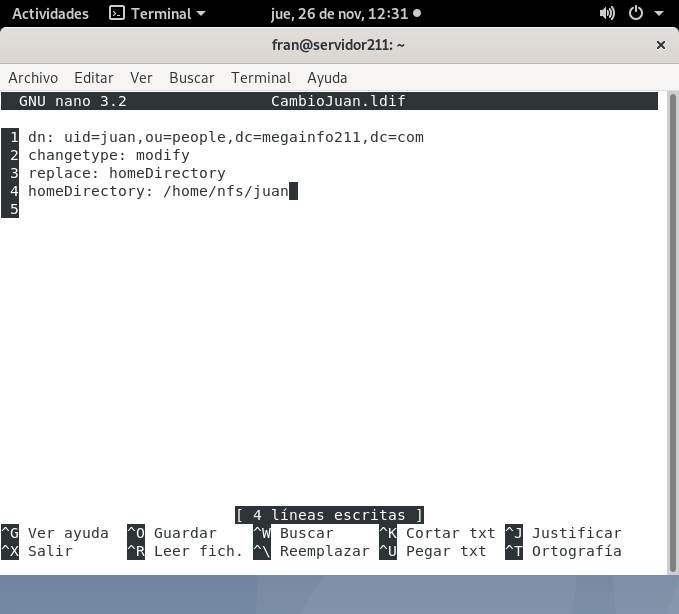 Actividades Terminal jue, 26 de nov, 12:31
fran@servidor211: ~ ×
Archivo Editar Ver Buscar Terminal Ayuda
GNU nano 3.2 CambioJuan.ldif
1 dn: uid=juan,ou=people,dc=megainfo211,dc=com
2 changetype: modify
3 replace: homeDirectory
4 homeDirectory: /home/nfs/juan
5
[ 4 líneas escritas ]
^G Ver ayuda ^O Guardar ^W Buscar ^K Cortar txt ^J Justificar
^X Salir ^R Leer fich. ^\ Reemplazar ^U Pegar txt ^T Ortografía